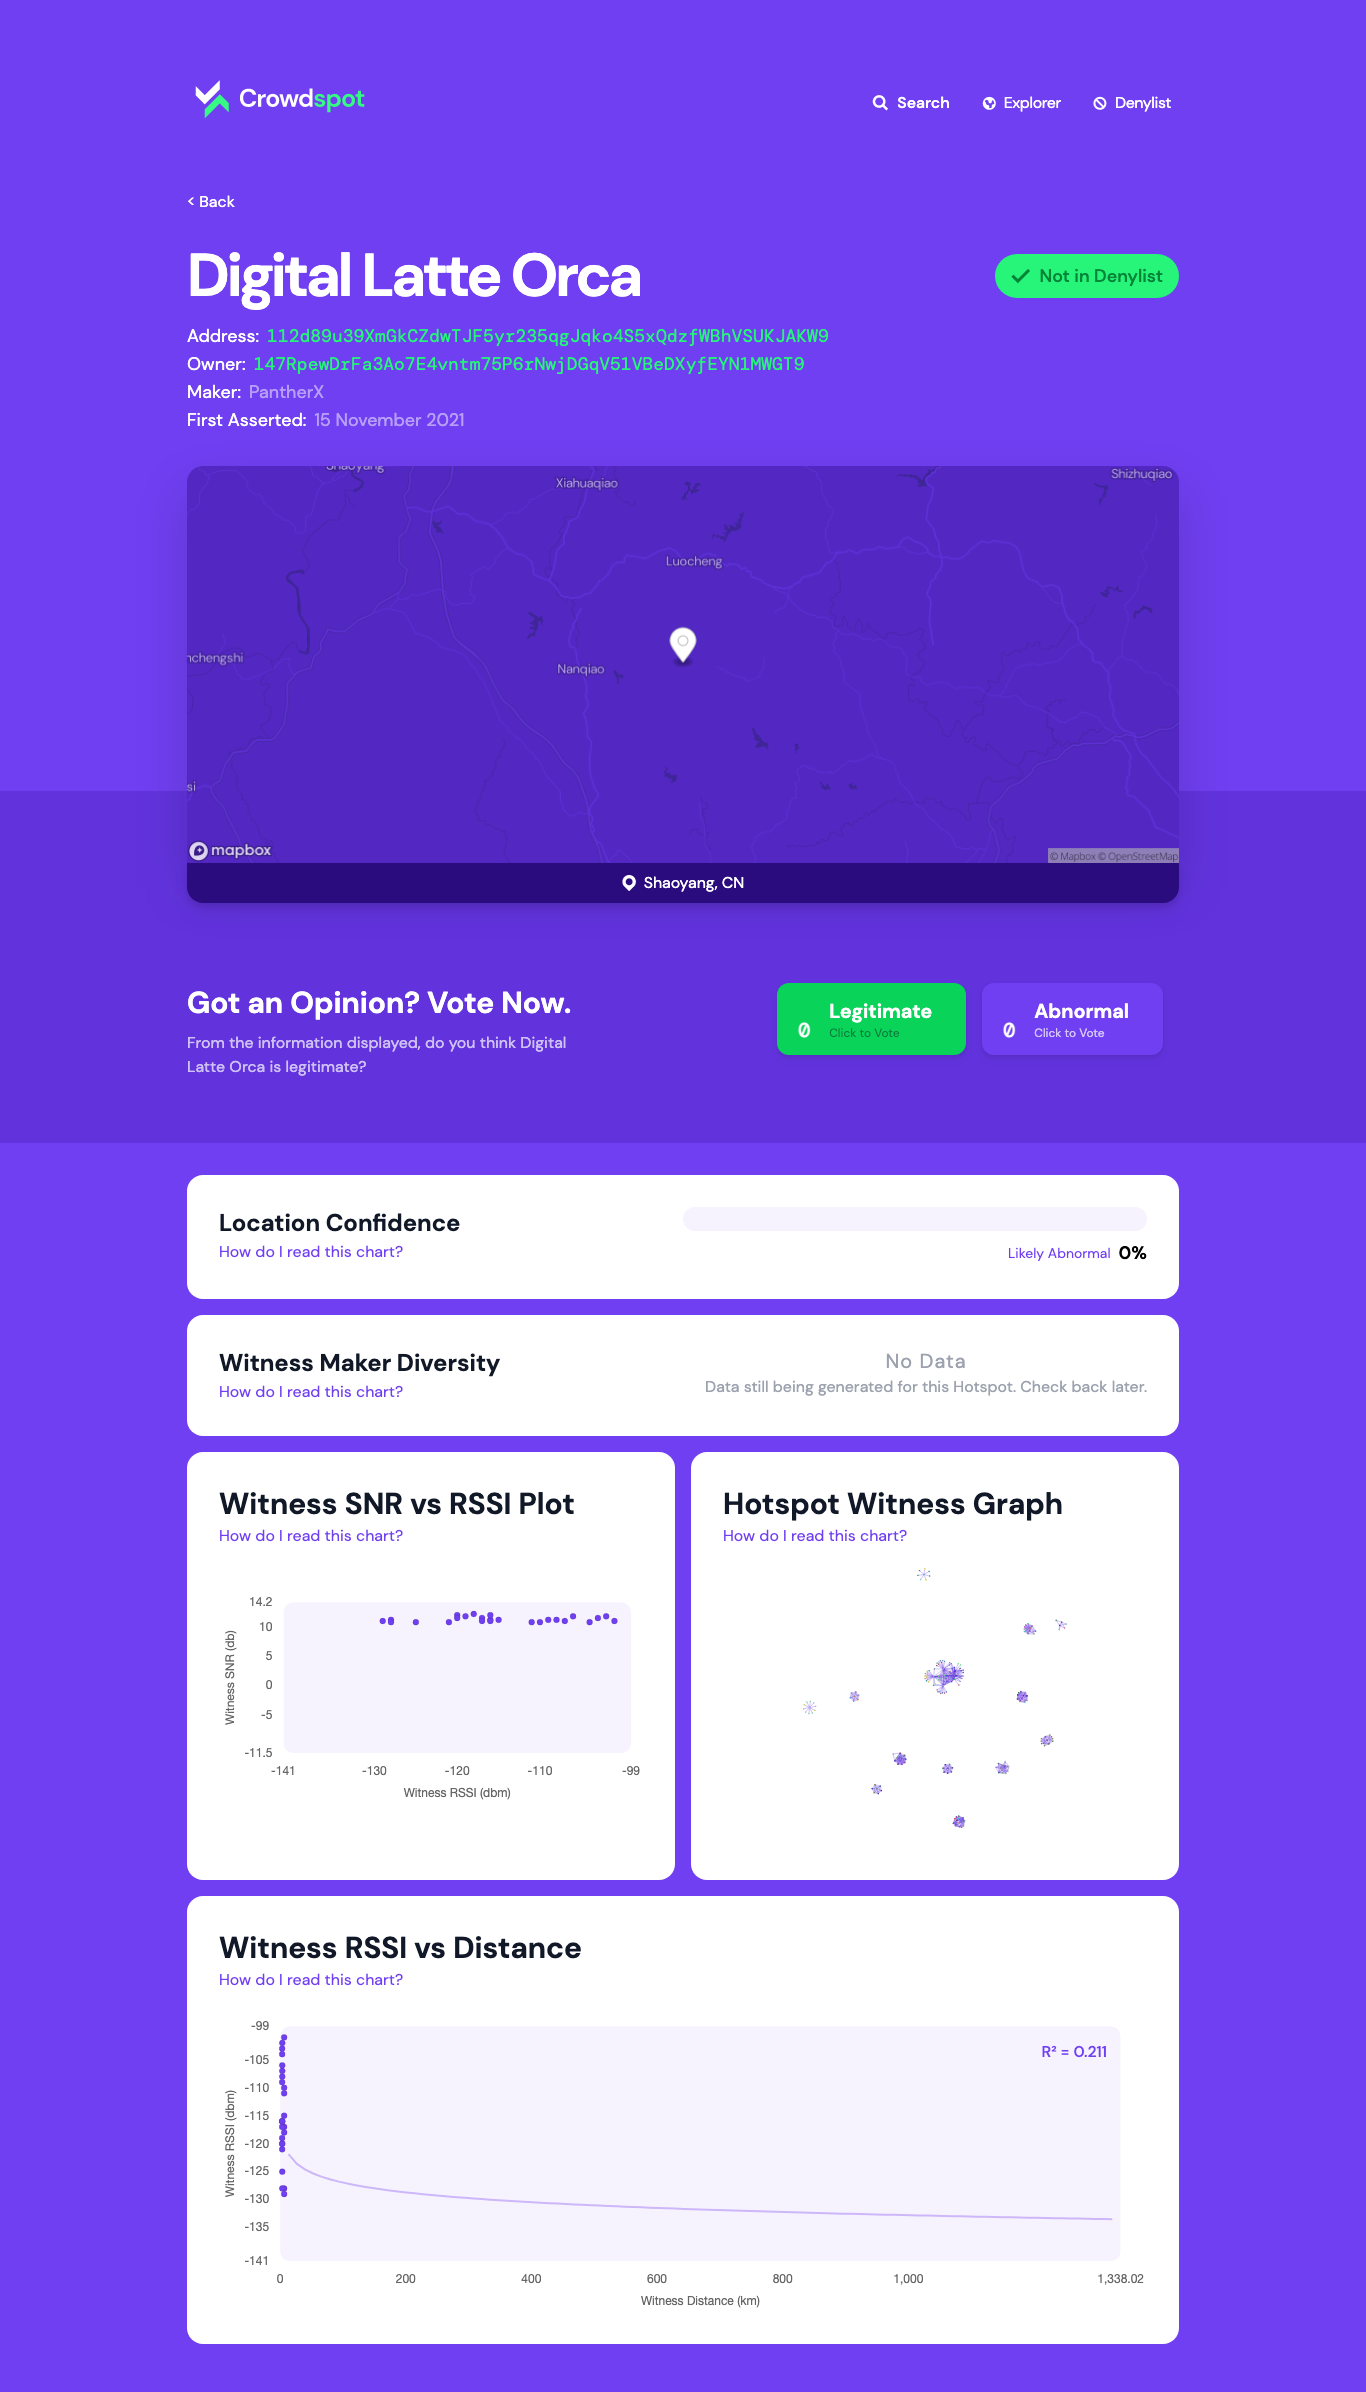 Crowdspot
Search
Explorer
Denylist
< Back
Digital Latte Orca
Not in Denylist
Address: 112d89u39XmGkCZdwTJF5yr235qgJqko4S5xQdzfWBhVSUKJAKW9
Owner: 147RpewDrFa3Ao7E4vntm75P6rNwjDGqV51VBeDXyfEYN1MWGT9
Maker: PantherX
First Asserted: 15 November 2021
Shaoyang
Xiahuaqiao
Shizhuqiao
Luocheng
nchengshi
Nanqiao
si
mapbox
© Mapbox © OpenStreetMap
Shaoyang, CN
Got an Opinion? Vote Now.
From the information displayed, do you think Digital
Latte Orca is legitimate?
0
Legitimate
Click to Vote
0
Abnormal
Click to Vote
Location Confidence
How do I read this chart?
Likely Abnormal 0%
Witness Maker Diversity
How do I read this chart?
No Data
Data still being generated for this Hotspot. Check back later.
Witness SNR vs RSSI Plot
How do I read this chart?
14.2
10
5
0
-5
-11.5
Witness SNR (db)
-141 -130 -120 -110 -99
Witness RSSI (dbm)
Hotspot Witness Graph
How do I read this chart?
Witness RSSI vs Distance
How do I read this chart?
R² = 0.211
-99
-105
-110
-115
-120
-125
-130
-135
-141
Witness RSSI (dbm)
0 200 400 600 800 1,000 1,338.02
Witness Distance (km)